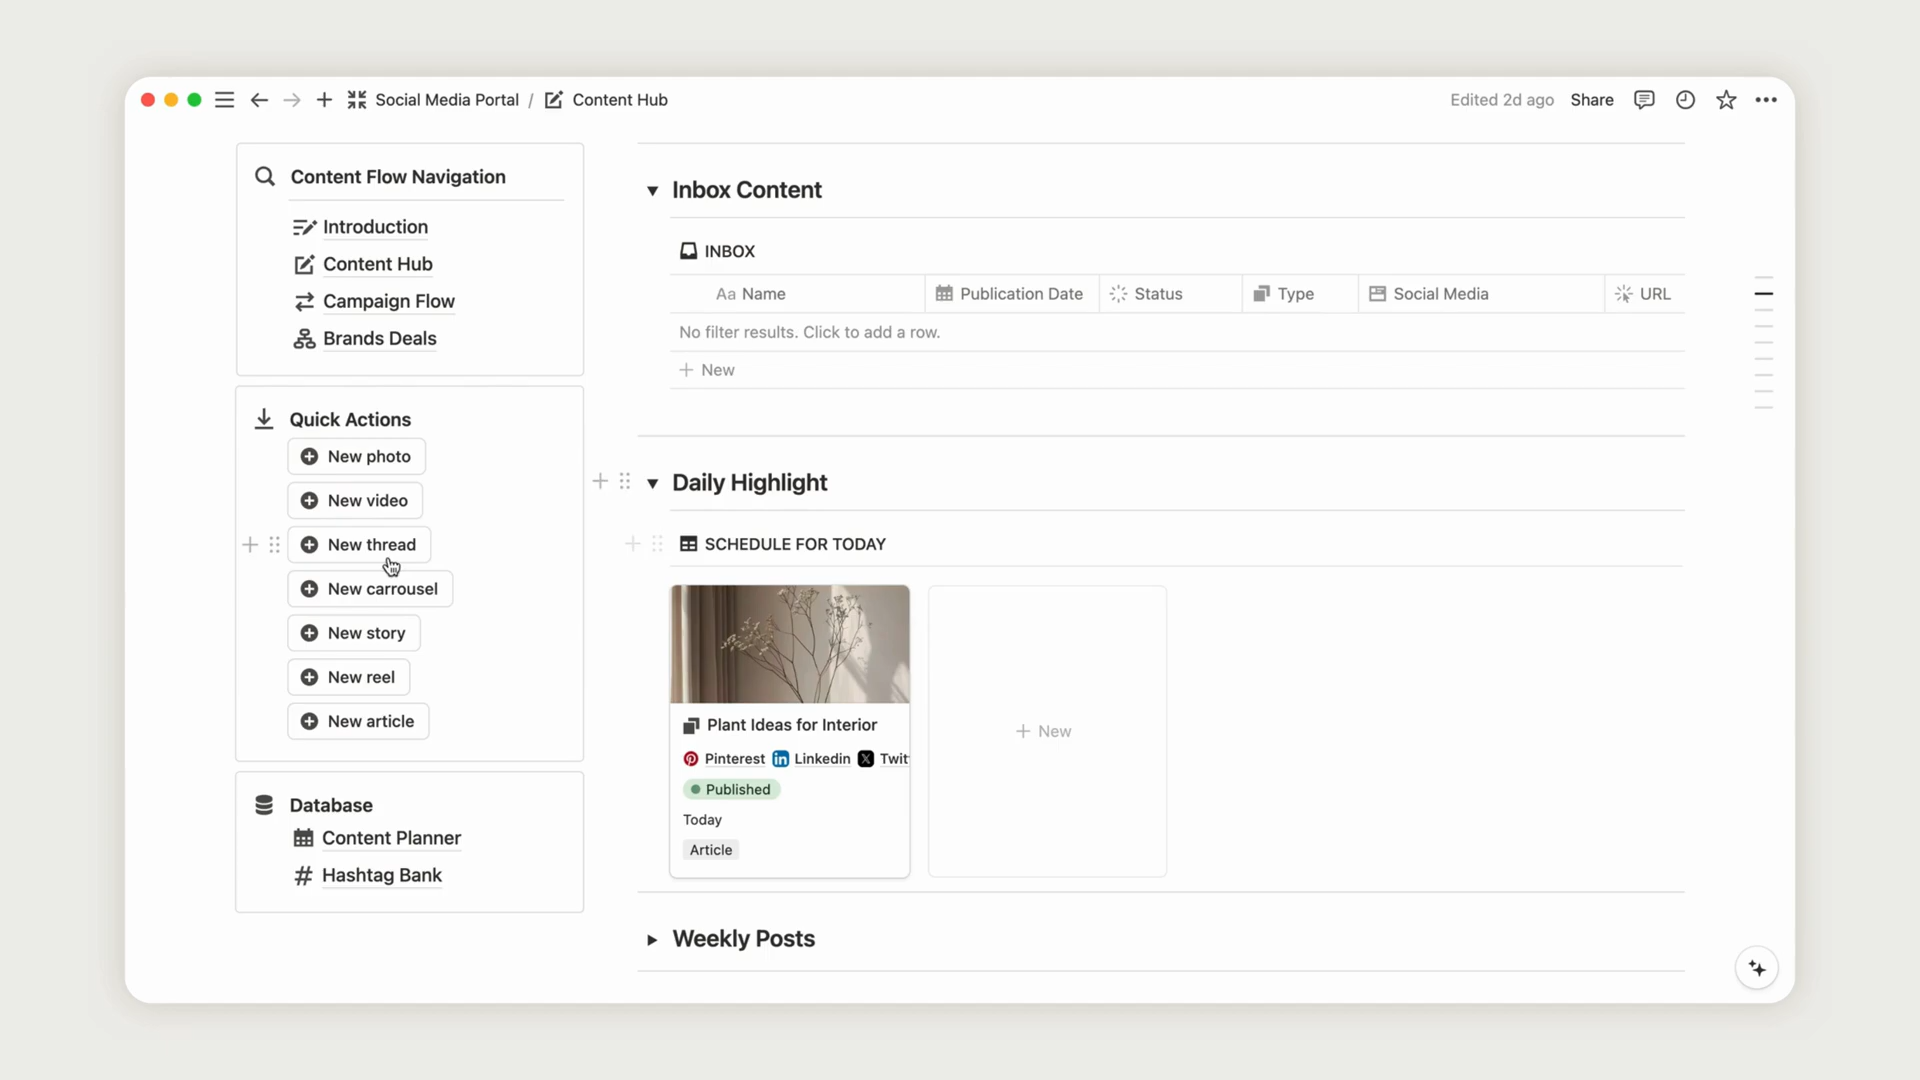 Social Media Portal / Content Hub
Edited 2d ago Share
Content Flow Navigation
Introduction
Content Hub
Campaign Flow
Brands Deals
Quick Actions
New photo
New video
New thread
New carrousel
New story
New reel
New article
Database
Content Planner
# Hashtag Bank
Inbox Content
INBOX
Aa Name Publication Date Status Type Social Media URL
No filter results. Click to add a row.
+ New
Daily Highlight
SCHEDULE FOR TODAY
Plant Ideas for Interior
Pinterest Linkedin Twit
Published
Today
Article
+ New
Weekly Posts